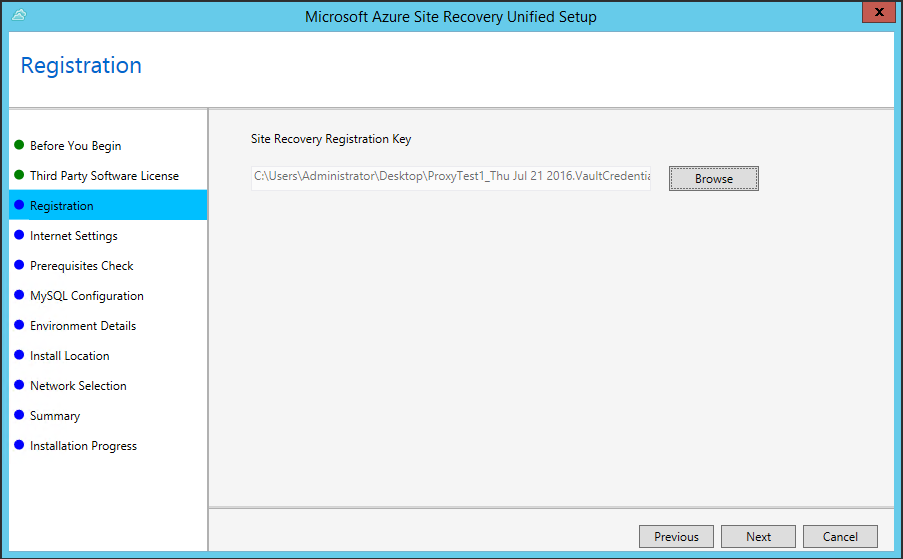 Microsoft Azure Site Recovery Unified Setup
x
Registration
Before You Begin
Third Party Software License
Registration
Internet Settings
Prerequisites Check
MySQL Configuration
Environment Details
Install Location
Network Selection
Summary
Installation Progress
Site Recovery Registration Key
C:\Users\Administrator\Desktop\ProxyTest1_Thu Jul 21 2016.VaultCredentia
Browse
Previous
Next
Cancel